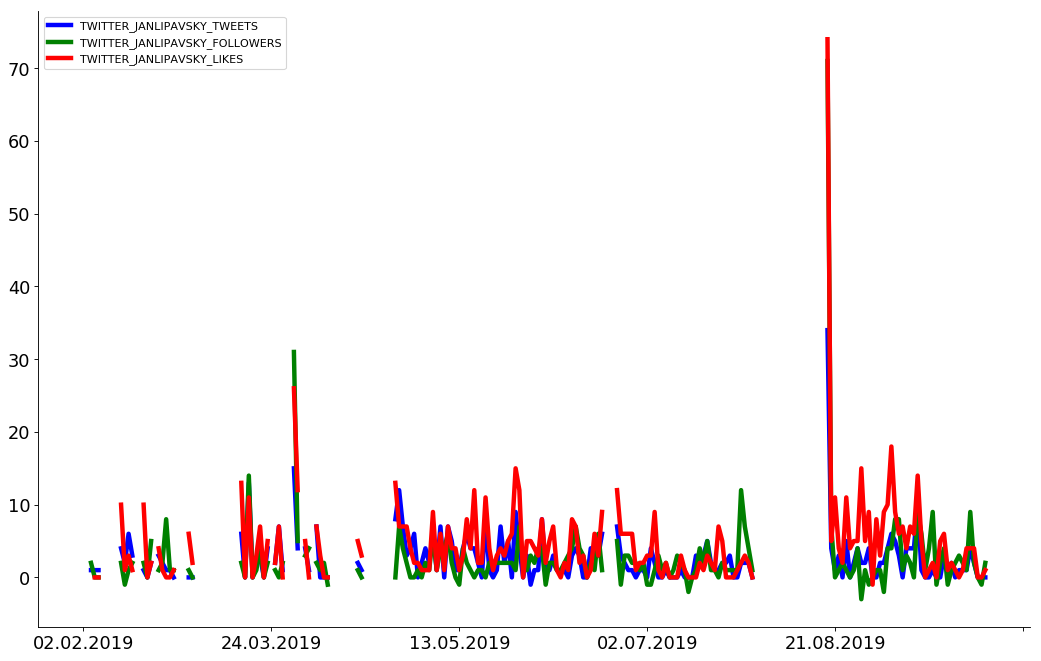 TWITTER_JANLIPAVSKY_TWEETS
TWITTER_JANLIPAVSKY_FOLLOWERS
TWITTER_JANLIPAVSKY_LIKES
70
60
50
40
30
20
10
0
02.02.2019 24.03.2019 13.05.2019 02.07.2019 21.08.2019